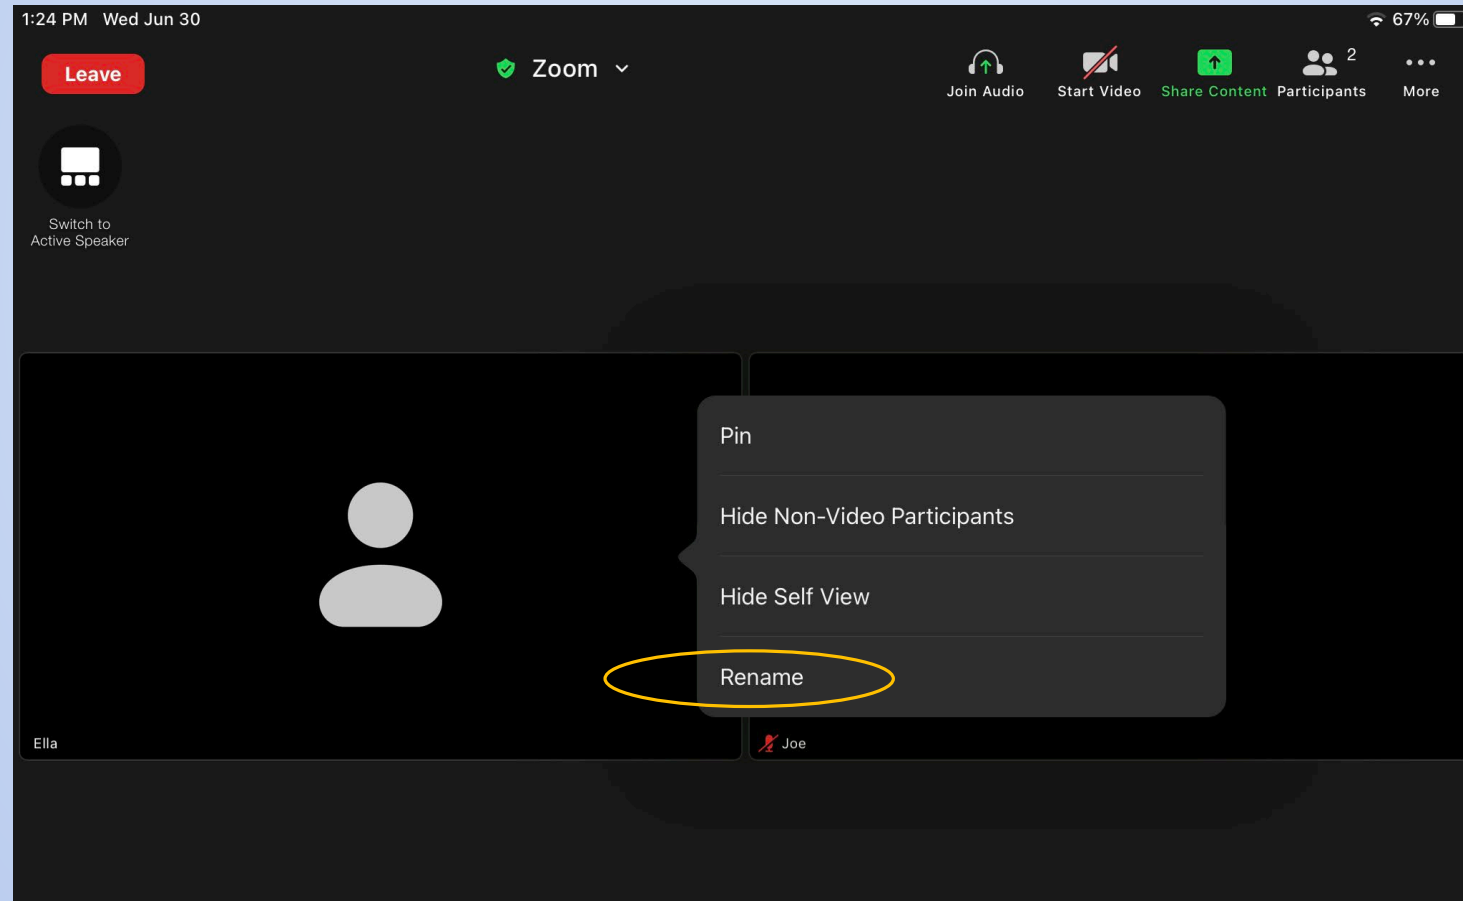 1:24 PM Wed Jun 30
67%
Leave
Zoom
Join Audio
Start Video
Share Content
Participants
2
More
Switch to
Active Speaker
Pin
Hide Non-Video Participants
Hide Self View
Rename
Ella
Joe